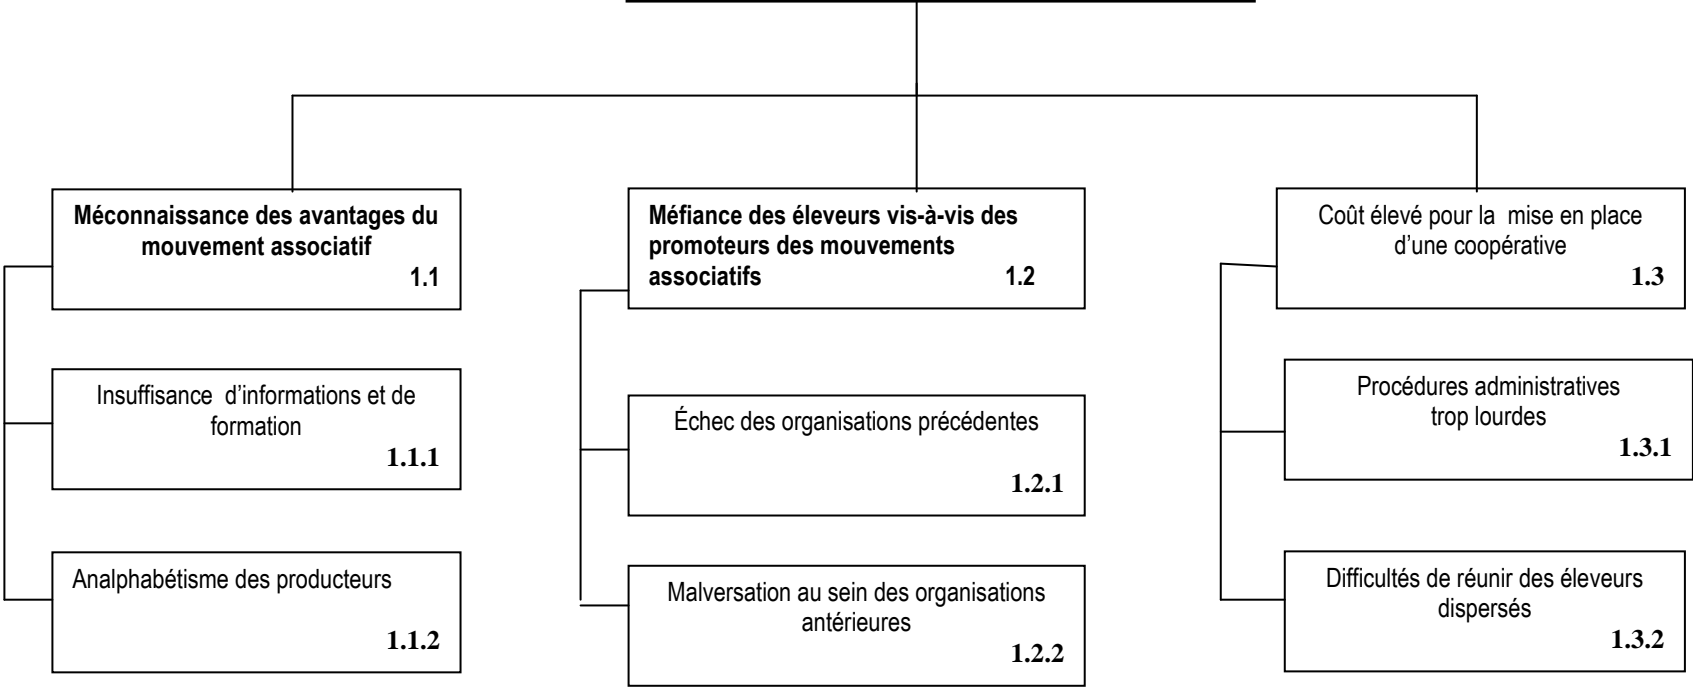 Méconnaissance des avantages du
mouvement associatif
1.1
Méfiance des éleveurs vis-à-vis des
promoteurs des mouvements
associatifs 1.2
Coût élevé pour la mise en place
d’une coopérative
1.3
Insuffisance d’informations et de
formation
1.1.1
Échec des organisations précédentes
1.2.1
Procédures administratives
trop lourdes
1.3.1
Analphabétisme des producteurs
1.1.2
Malversation au sein des organisations
antérieures
1.2.2
Difficultés de réunir des éleveurs
dispersés
1.3.2